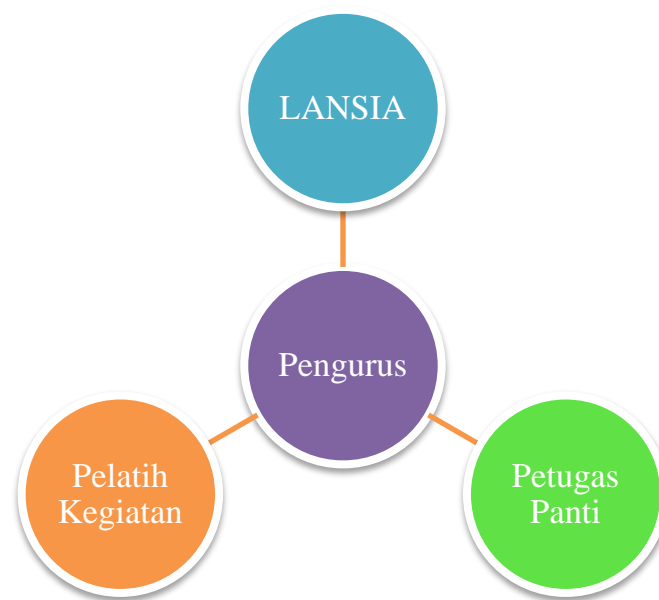 LANSIA
Pengurus
Pelatih
Kegiatan
Petugas
Panti